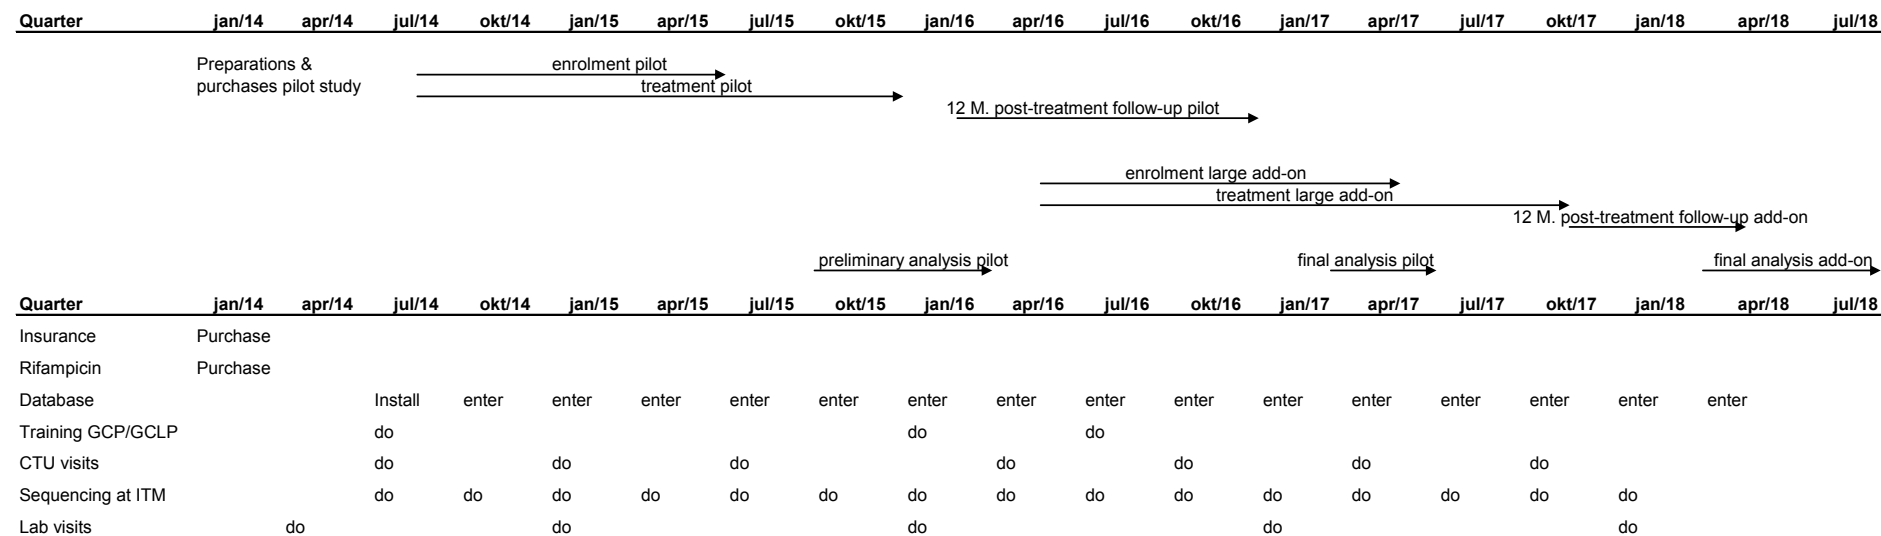 Quarter jan/14 apr/14 jul/14 okt/14 jan/15 apr/15 jul/15 okt/15 jan/16 apr/16 jul/16 okt/16 jan/17 apr/17 jul/17 okt/17 jan/18 apr/18 jul/18
Preparations &
purchases pilot study
enrolment pilot
treatment pilot
12 M. post-treatment follow-up pilot
enrolment large add-on
treatment large add-on
12 M. post-treatment follow-up add-on
preliminary analysis pilot final analysis pilot final analysis add-on
Quarter jan/14 apr/14 jul/14 okt/14 jan/15 apr/15 jul/15 okt/15 jan/16 apr/16 jul/16 okt/16 jan/17 apr/17 jul/17 okt/17 jan/18 apr/18 jul/18
Insurance Purchase
Rifampicin Purchase
Database Install enter enter enter enter enter enter enter enter enter enter enter enter enter enter enter
Training GCP/GCLP do do do
CTU visits do do do do do do do
Sequencing at ITM do do do do do do do do do do do do do do do
Lab visits do do do do do